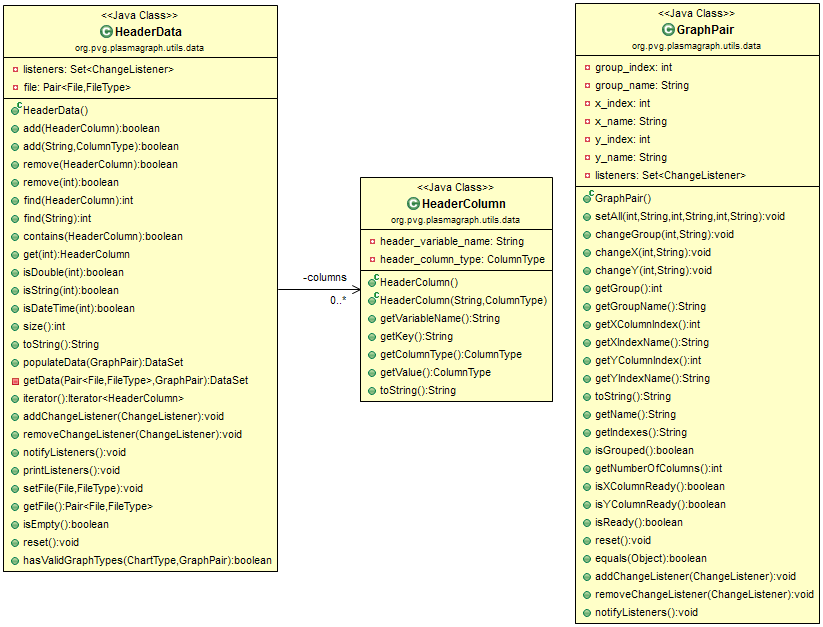 <<Java Class>>
HeaderData
org.pvg.plasmagraph.utils.data
listeners: Set<ChangeListener>
file: Pair<File,FileType>
HeaderData()
add(HeaderColumn):boolean
add(String,ColumnType):boolean
remove(HeaderColumn):boolean
remove(int):boolean
find(HeaderColumn):int
find(String):int
contains(HeaderColumn):boolean
get(int):HeaderColumn
isDouble(int):boolean
isString(int):boolean
isDateTime(int):boolean
size():int
toString():String
populateData(GraphPair):DataSet
getData(Pair<File,FileType>,GraphPair):DataSet
iterator():Iterator<HeaderColumn>
addChangeListener(ChangeListener):void
removeChangeListener(ChangeListener):void
notifyListeners():void
printListeners():void
setFile(File,FileType):void
getFile():Pair<File,FileType>
isEmpty():boolean
reset():void
hasValidGraphTypes(ChartType,GraphPair):boolean
-columns
0..*
<<Java Class>>
HeaderColumn
org.pvg.plasmagraph.utils.data
header_variable_name: String
header_column_type: ColumnType
HeaderColumn()
HeaderColumn(String,ColumnType)
getVariableName():String
getKey():String
getColumnType():ColumnType
getValue():ColumnType
toString():String
<<Java Class>>
GraphPair
org.pvg.plasmagraph.utils.data
group_index: int
group_name: String
x_index: int
x_name: String
y_index: int
y_name: String
listeners: Set<ChangeListener>
GraphPair()
setAll(int,String,int,String,int,String):void
changeGroup(int,String):void
changeX(int,String):void
changeY(int,String):void
getGroup():int
getGroupName():String
getXColumnIndex():int
getXIndexName():String
getYColumnIndex():int
getYIndexName():String
toString():String
getName():String
getIndexes():String
isGrouped():boolean
getNumberOfColumns():int
isXColumnReady():boolean
isYColumnReady():boolean
isReady():boolean
reset():void
equals(Object):boolean
addChangeListener(ChangeListener):void
removeChangeListener(ChangeListener):void
notifyListeners():void